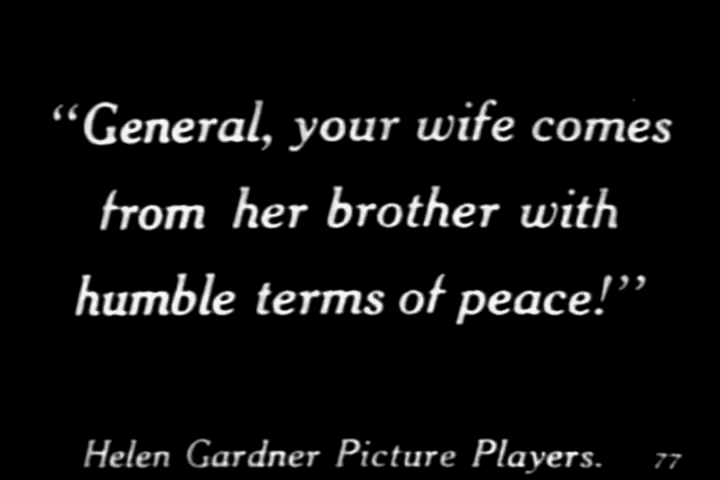 “General, your wife comes
from her brother with
humble terms of peace!”
Helen Gardner Picture Players. 77